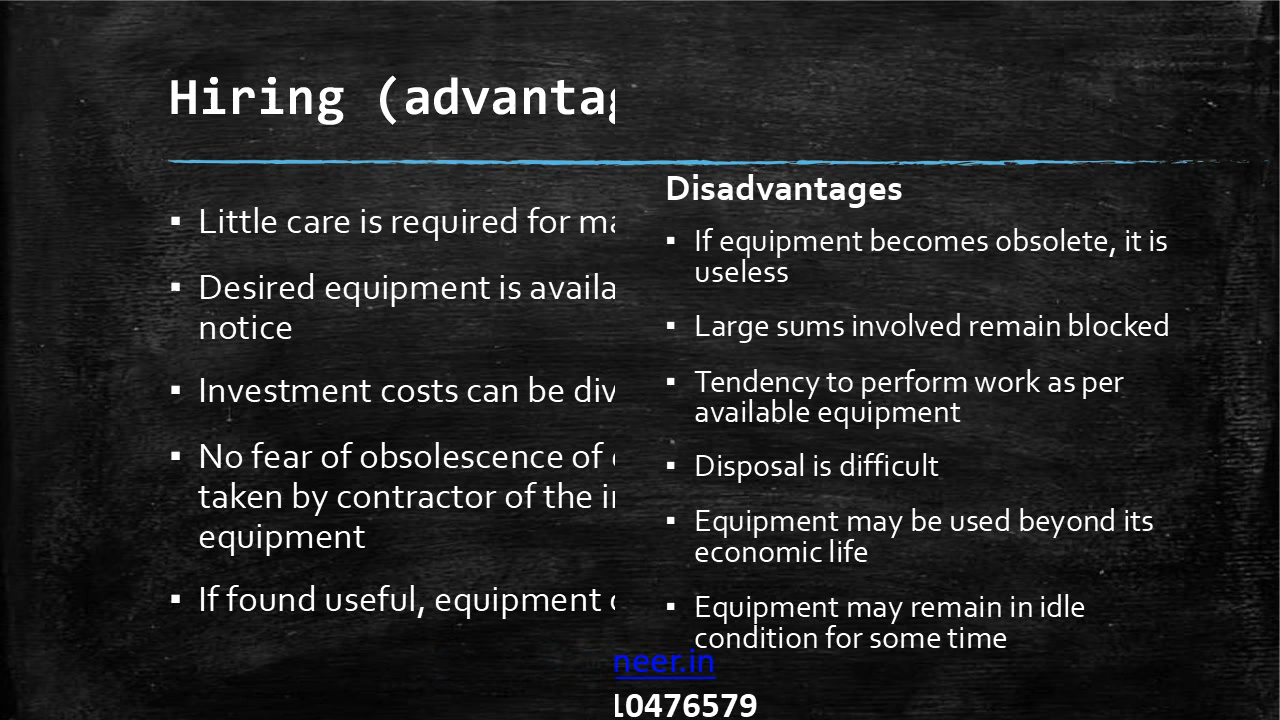 Hiring (advanta
▪ Little care is required for
▪ Desired equipment is availa
notice
▪ Investment costs can be div
▪ No fear of obsolescence of
taken by contractor of the
equipment
▪ If found useful, equipment
Disadvantages
▪ If equipment becomes obsolete, it is
useless
▪ Large sums involved remain blocked
▪ Tendency to perform work as per
available equipment
▪ Disposal is difficult
▪ Equipment may be used beyond its
economic life
▪ Equipment may remain in idle
condition for some time
neer.in
10476579